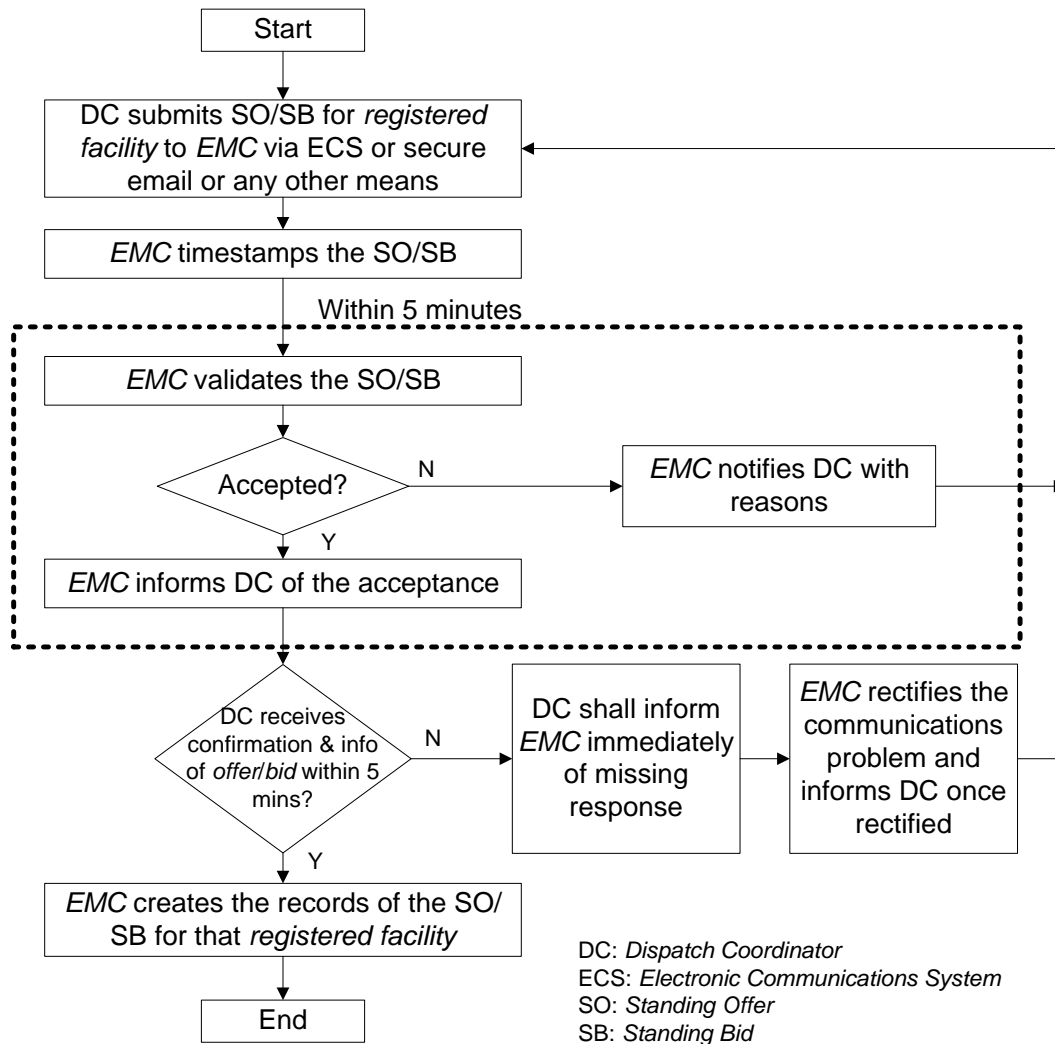 Start
DC submits SO/SB for registered
facility to EMC via ECS or secure
email or any other means
EMC timestamps the SO/SB
Within 5 minutes
EMC validates the SO/SB
Accepted?
N
EMC notifies DC with
reasons
Y
EMC informs DC of the acceptance
DC receives
confirmation & info
of offer/bid within 5
mins?
N
DC shall inform
EMC immediately
of missing
response
EMC rectifies the
communications
problem and
informs DC once
rectified
Y
EMC creates the records of the SO/
SB for that registered facility
End
DC: Dispatch Coordinator
ECS: Electronic Communications System
SO: Standing Offer
SB: Standing Bid